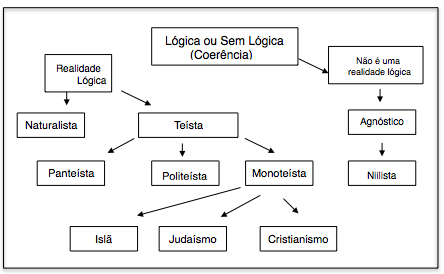 Lógica ou Sem Lógica
(Coerência)
Realidade
Lógica
Não é uma
realidade lógica
Naturalista
Teísta
Agnóstico
Panteísta
Politeísta
Monoteísta
Niilista
Islã
Judaísmo
Cristianismo